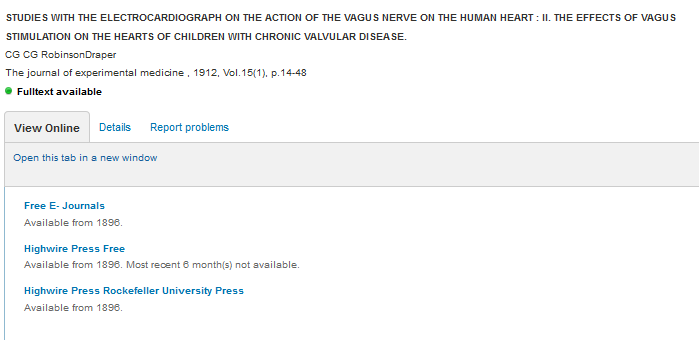 STUDIES WITH THE ELECTROCARDIOGRAPH ON THE ACTION OF THE VAGUS NERVE ON THE HUMAN HEART : II. THE EFFECTS OF VAGUS
STIMULATION ON THE HEARTS OF CHILDREN WITH CHRONIC VALVULAR DISEASE.
CG CG RobinsonDraper
The journal of experimental medicine , 1912, Vol.15(1), p.14-48
Fulltext available
View Online Details Report problems
Open this tab in a new window
Free E- Journals
Available from 1896.
Highwire Press Free
Available from 1896. Most recent 6 month(s) not available.
Highwire Press Rockefeller University Press
Available from 1896.